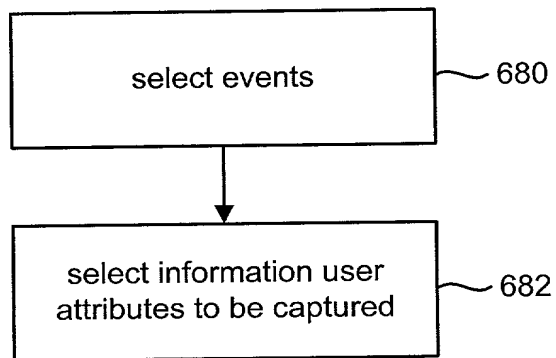 select events
680
select information user
attributes to be captured
682